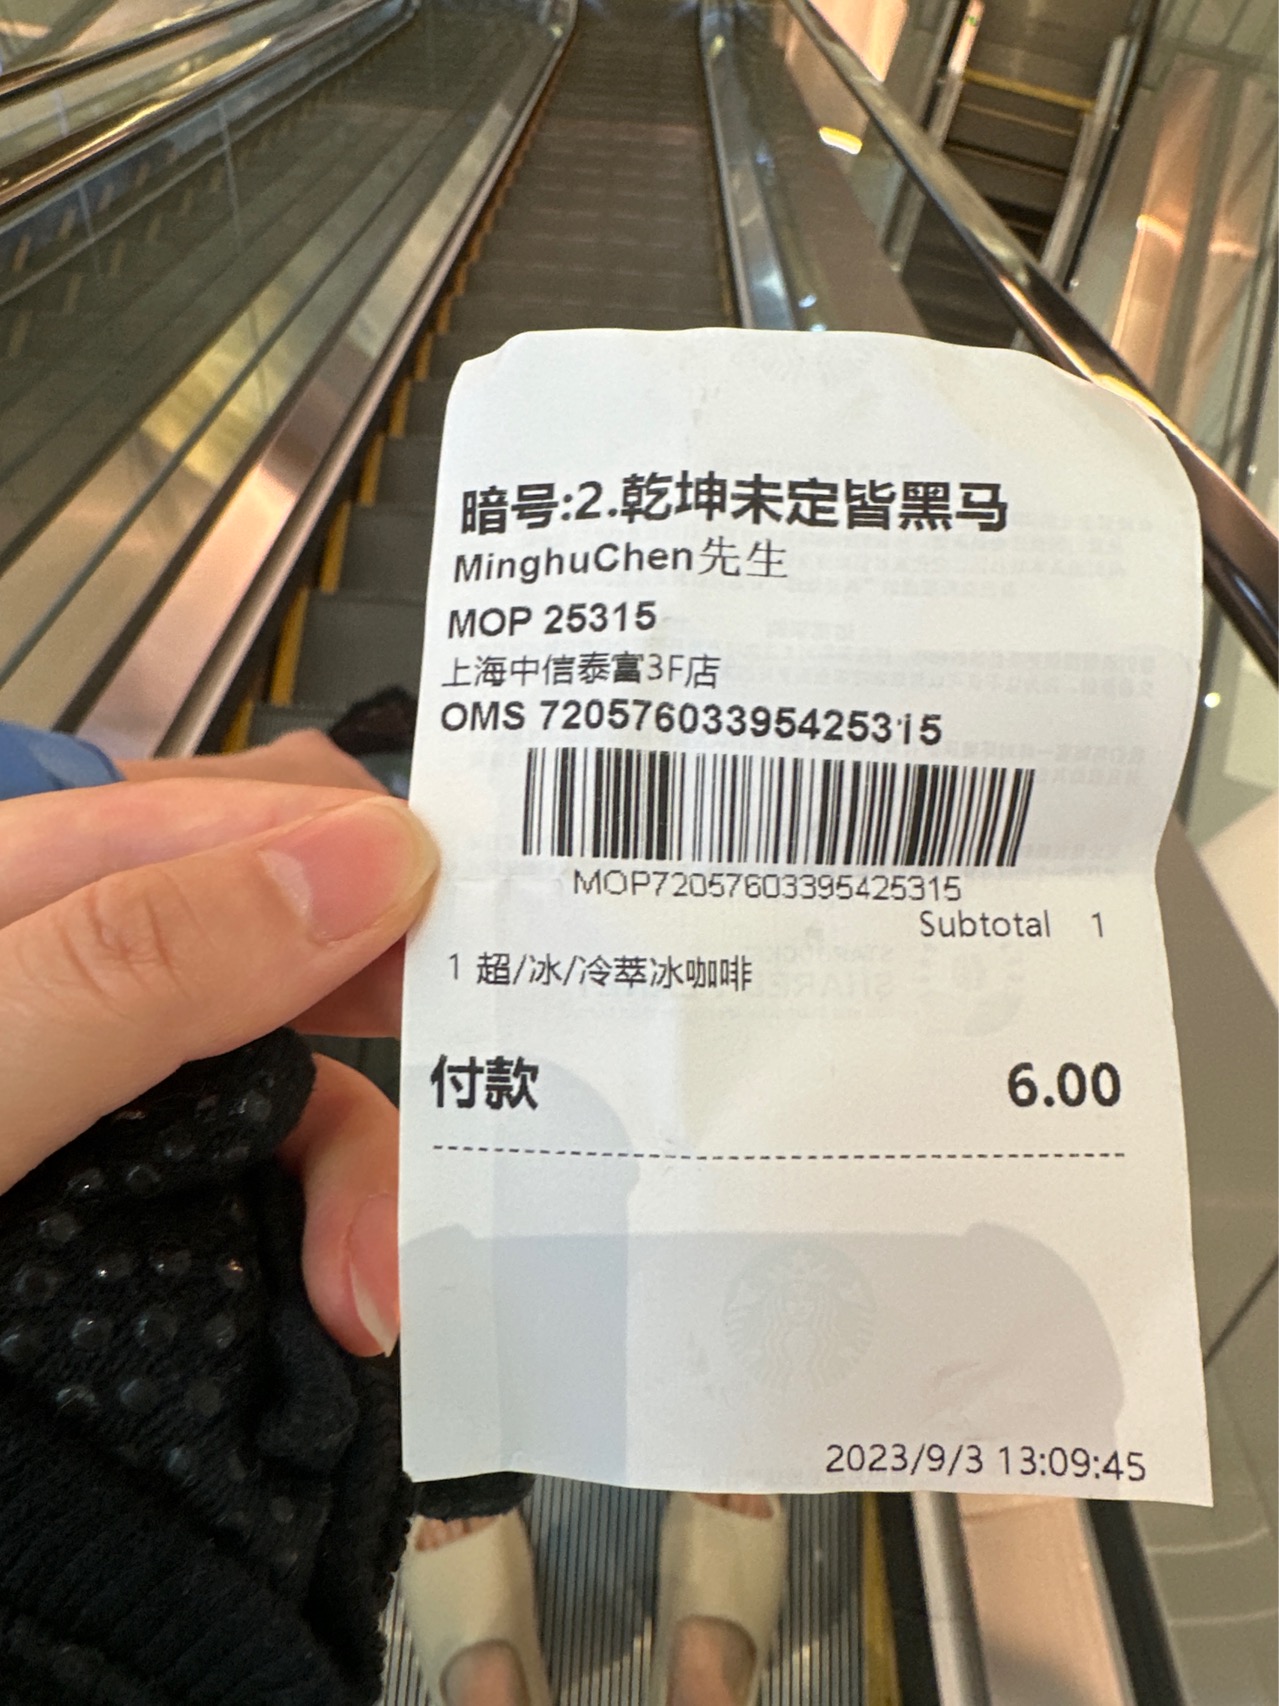 暗号:2.乾坤未定皆黑马
MinghuChen先生
MOP 25315
上海中信泰富3F店
OMS 72057603395425315
MOP72057603395425315
Subtotal 1
1 超/冰/冷萃冰咖啡
付款 6.00
2023/9/3 13:09:45